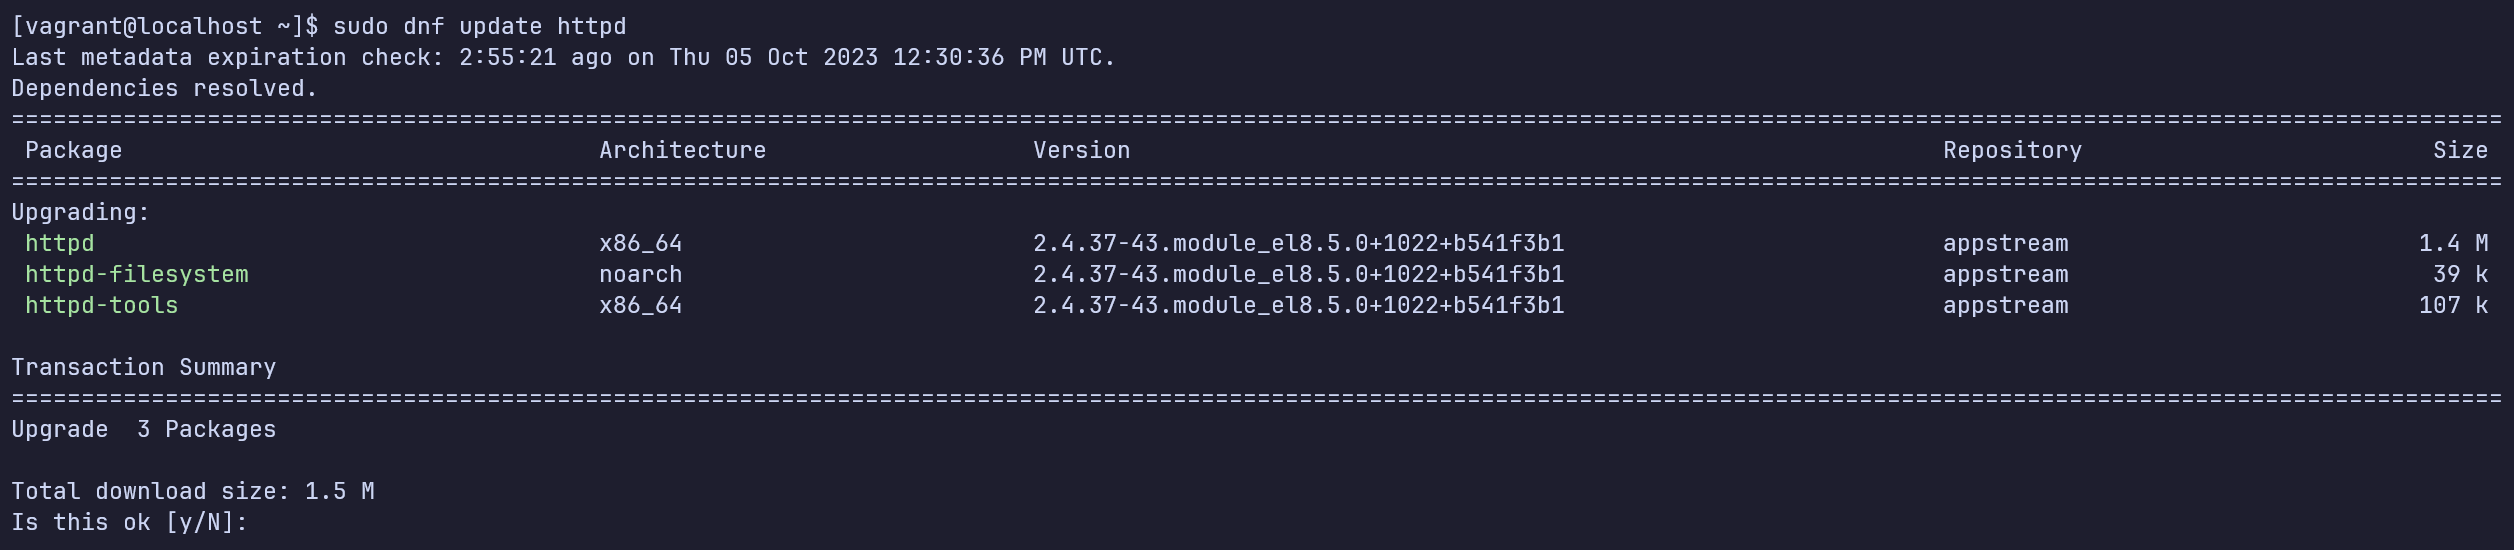 [vagrant@localhost ~]$ sudo dnf update httpd
Last metadata expiration check: 2:55:21 ago on Thu 05 Oct 2023 12:30:36 PM UTC.
Dependencies resolved.
==================================================================================================================================================================================
 Package                                  Architecture                   Version                                                          Repository                         Size
==================================================================================================================================================================================
Upgrading:
 httpd                                    x86_64                         2.4.37-43.module_el8.5.0+1022+b541f3b1                           appstream                         1.4 M
 httpd-filesystem                         noarch                         2.4.37-43.module_el8.5.0+1022+b541f3b1                           appstream                          39 k
 httpd-tools                              x86_64                         2.4.37-43.module_el8.5.0+1022+b541f3b1                           appstream                         107 k

Transaction Summary
==================================================================================================================================================================================
Upgrade  3 Packages

Total download size: 1.5 M
Is this ok [y/N]: